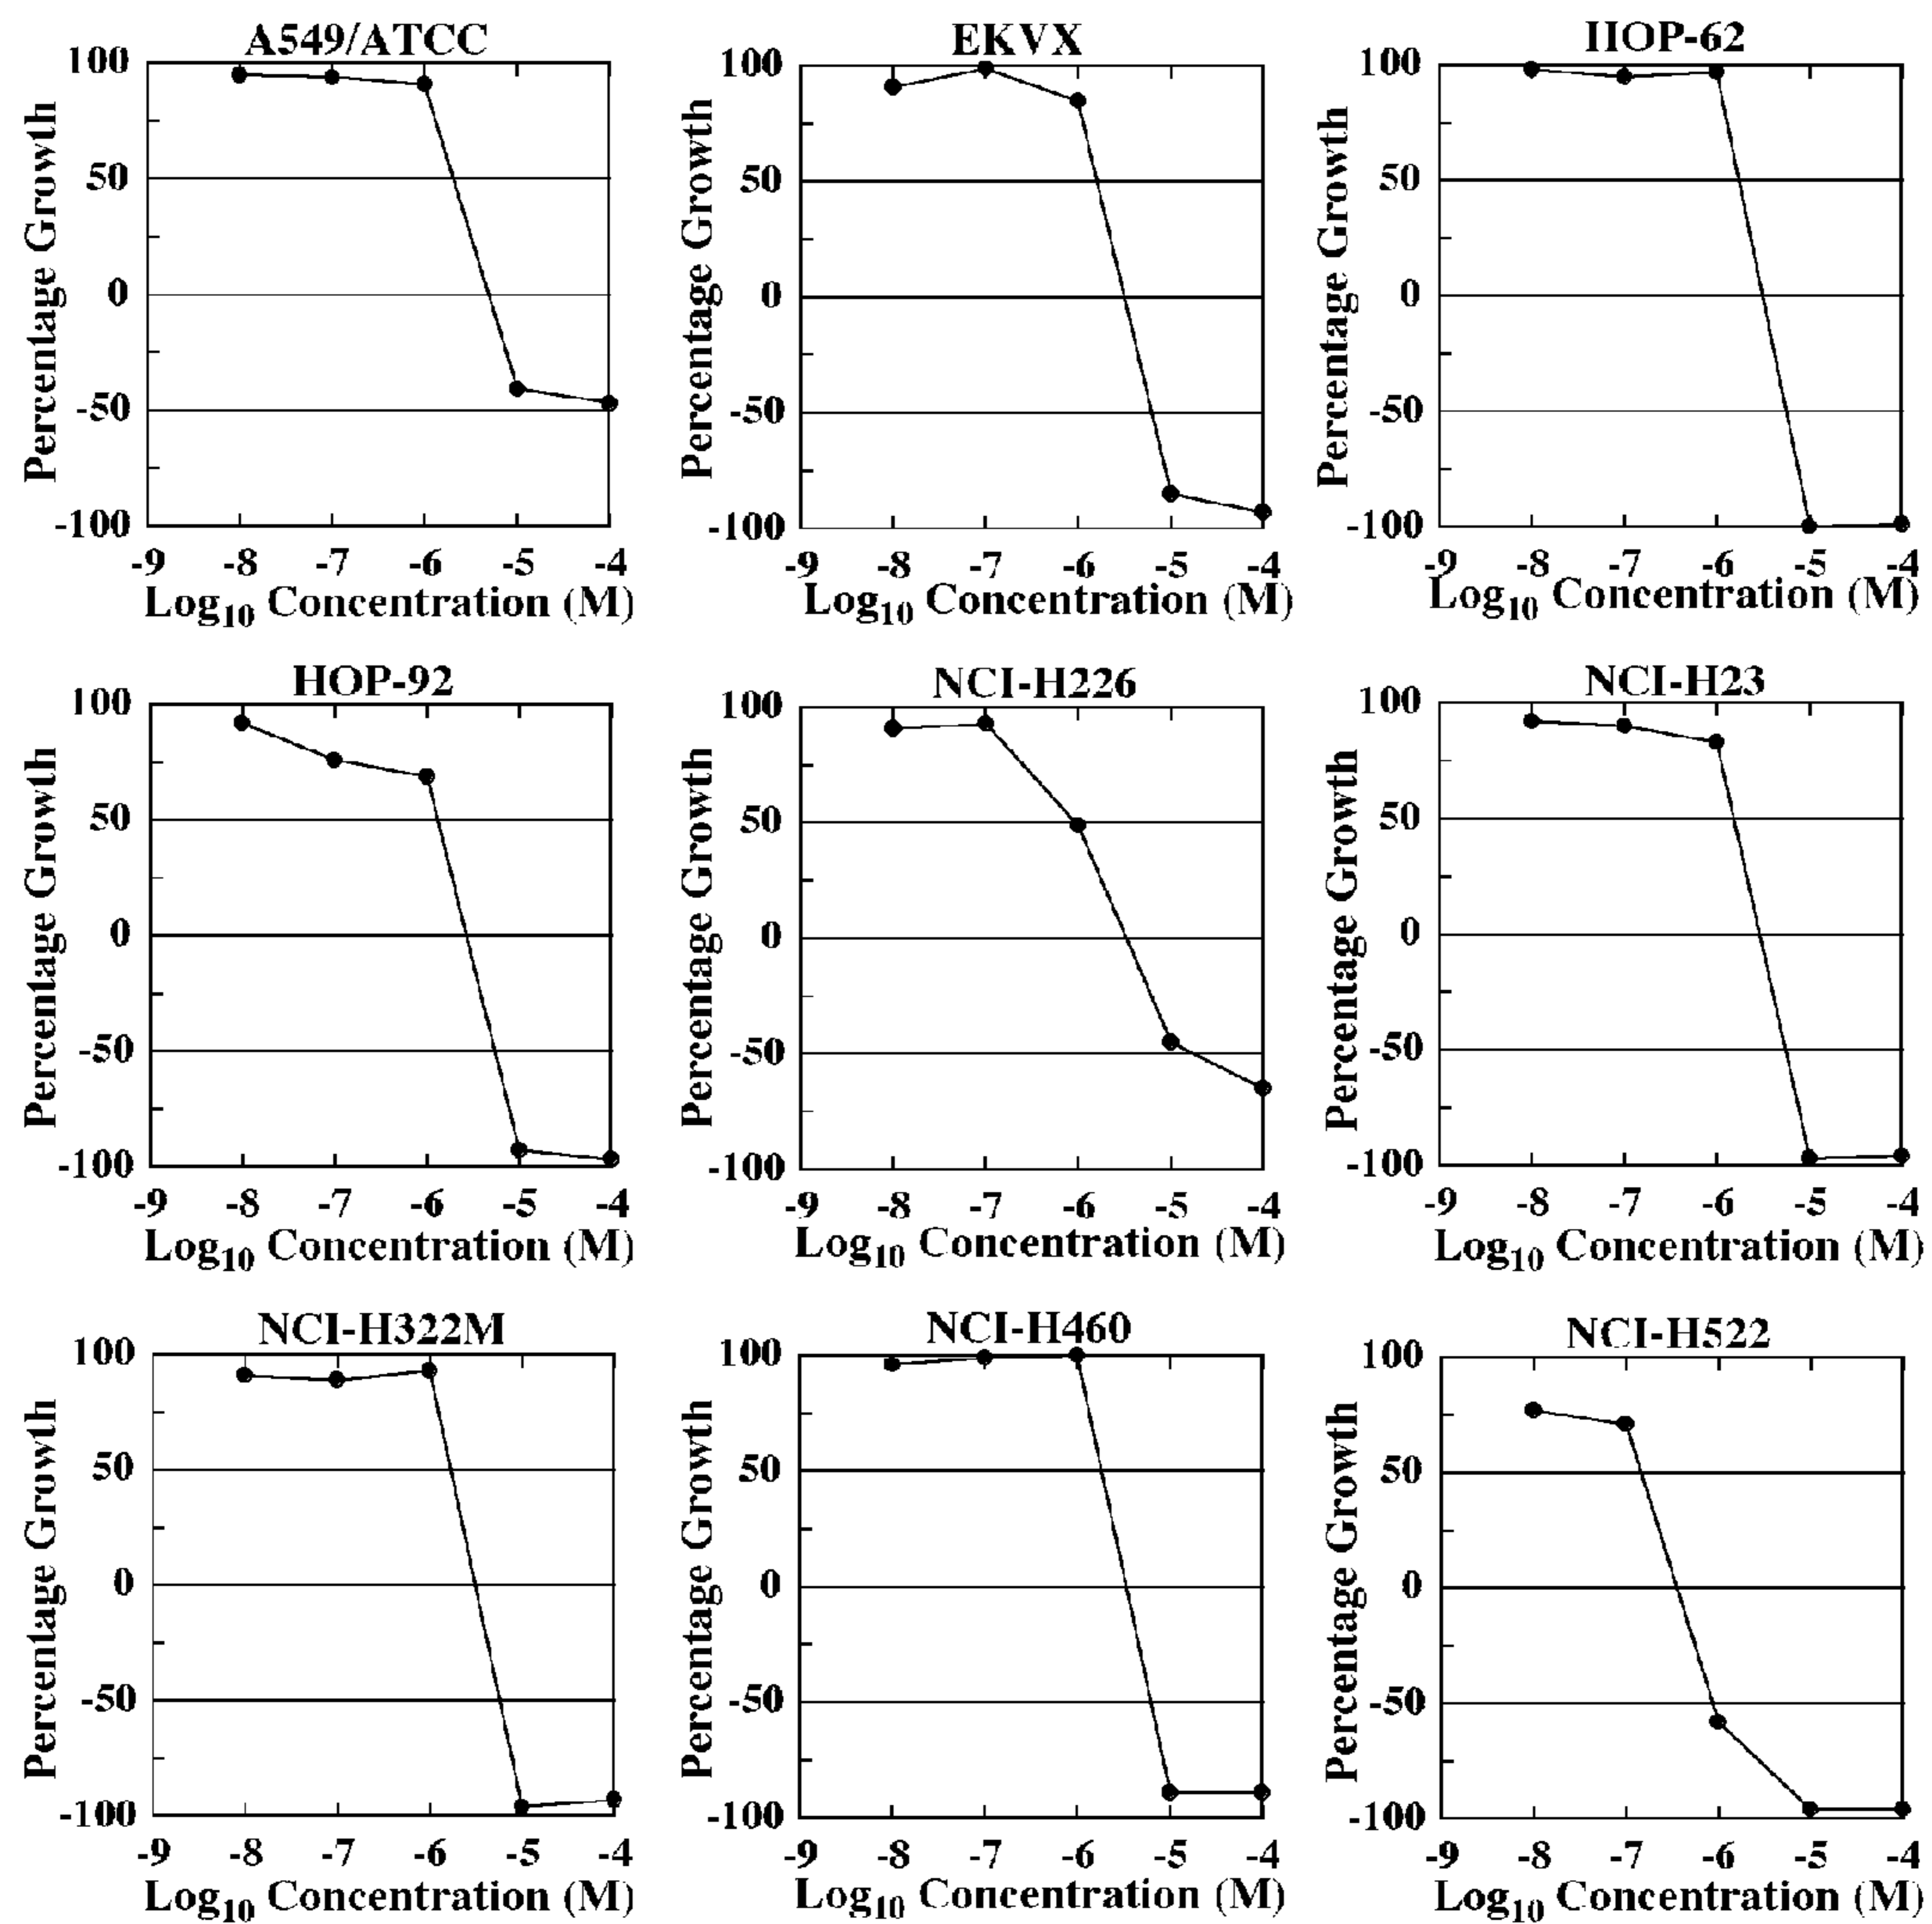 A549/ATCC
100
50
0
-50
-100
-9 -8 -7 -6 -5 -4
Percentage Growth
Log10 Concentration (M)
EKVX
100
50
0
-50
-100
-9 -8 -7 -6 -5 -4
Percentage Growth
Log10 Concentration (M)
HOP-62
100
50
0
-50
-100
-9 -8 -7 -6 -5 -4
Percentage Growth
Log10 Concentration (M)
HOP-92
100
50
0
-50
-100
-9 -8 -7 -6 -5 -4
Percentage Growth
Log10 Concentration (M)
NCI-H226
100
50
0
-50
-100
-9 -8 -7 -6 -5 -4
Percentage Growth
Log10 Concentration (M)
NCI-H23
100
50
0
-50
-100
-9 -8 -7 -6 -5 -4
Percentage Growth
Log10 Concentration (M)
NCI-H322M
100
50
0
-50
-100
-9 -8 -7 -6 -5 -4
Percentage Growth
Log10 Concentration (M)
NCI-H460
100
50
0
-50
-100
-9 -8 -7 -6 -5 -4
Percentage Growth
Log10 Concentration (M)
NCI-H522
100
50
0
-50
-100
-9 -8 -7 -6 -5 -4
Percentage Growth
Log10 Concentration (M)